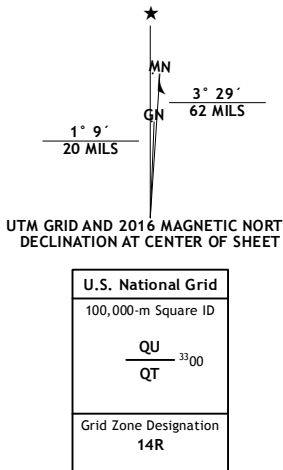 ★
MN
3° 29´
62 MILS
GN
1° 9´
20 MILS
UTM GRID AND 2016 MAGNETIC NORT
DECLINATION AT CENTER OF SHEET
U.S. National Grid
100,000-m Square ID
QU
3300
QT
Grid Zone Designation
14R